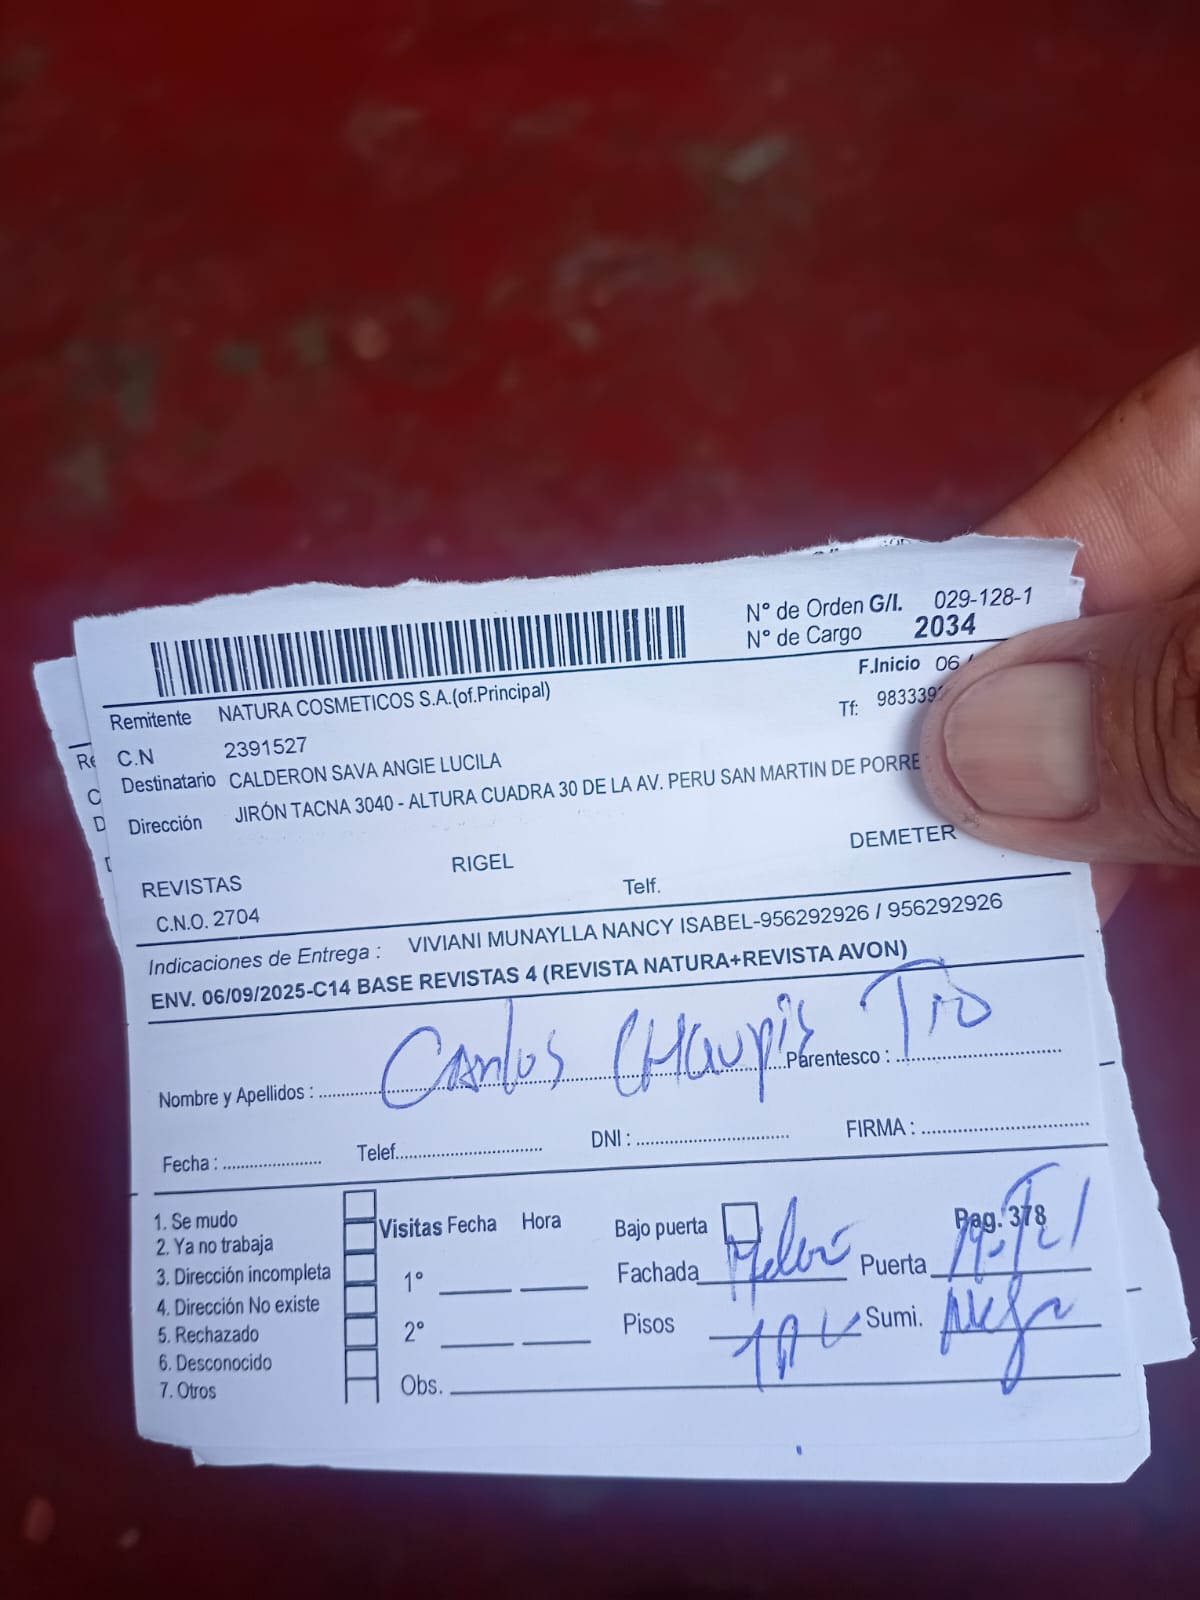 N° de Orden G/I. 029-128-1
N° de Cargo 2034
F.Inicio 06
Remitente NATURA COSMETICOS S.A.(of.Principal)
Tf: 983339
C.N 2391527
Destinatario CALDERON SAVA ANGIE LUCILA
Dirección JIRÓN TACNA 3040 - ALTURA CUADRA 30 DE LA AV. PERU SAN MARTIN DE PORRE
REVISTAS RIGEL DEMETER
C.N.O. 2704 Telf.
Indicaciones de Entrega : VIVIANI MUNAYLLA NANCY ISABEL-956292926 / 956292926
ENV. 06/09/2025-C14 BASE REVISTAS 4 (REVISTA NATURA+REVISTA AVON)
Nombre y Apellidos : Carlos CHaupis Parentesco : Tio
Fecha : Telef. DNI : FIRMA :
1. Se mudo
2. Ya no trabaja
3. Dirección incompleta
4. Dirección No existe
5. Rechazado
6. Desconocido
7. Otros
Visitas Fecha Hora
1°
2°
Obs.
Bajo puerta Pag. 378
Fachada Puerta
Pisos Sumi.